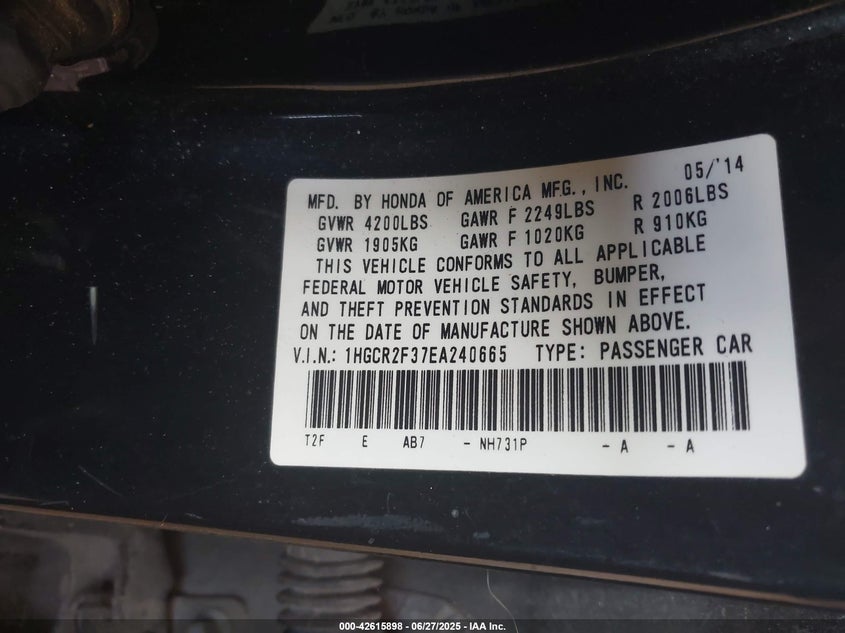 05/'14
MFD. BY HONDA OF AMERICA MFG., INC.
GVWR 4200LBS GAWR F 2249LBS R 2006LBS
GVWR 1905KG GAWR F 1020KG R 910KG
THIS VEHICLE CONFORMS TO ALL APPLICABLE
FEDERAL MOTOR VEHICLE SAFETY, BUMPER,
AND THEFT PREVENTION STANDARDS IN EFFECT
ON THE DATE OF MANUFACTURE SHOWN ABOVE.
V.I.N.: 1HGCR2F37EA240665 TYPE: PASSENGER CAR
T2F E AB7 - NH731P - A - A
000-42615898 - 06/27/2025 - IAA Inc.